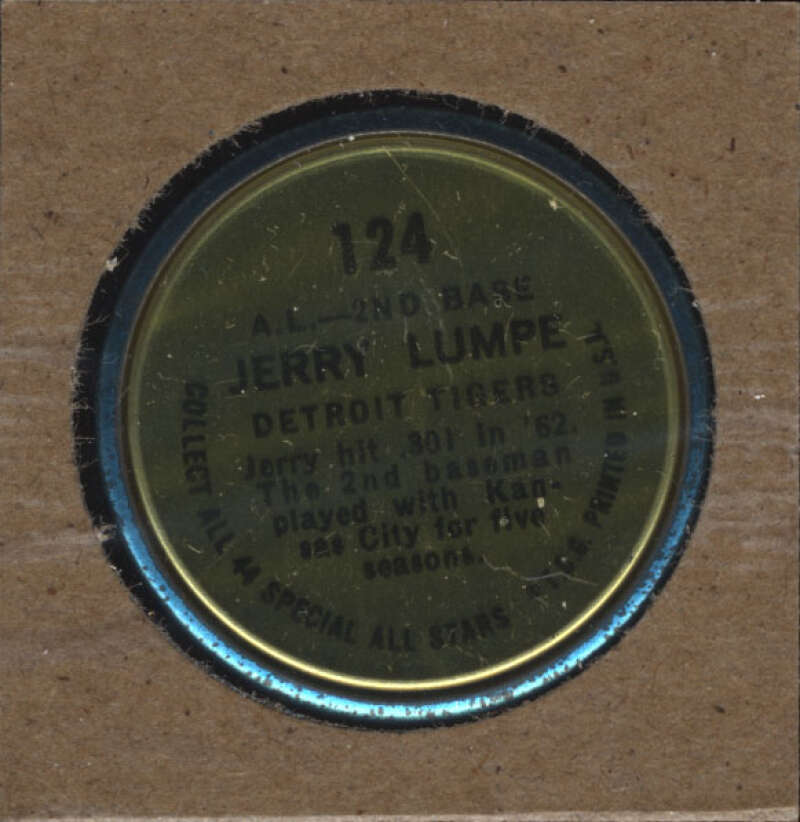 124
A.L.—2ND BASE
JERRY LUMPE
DETROIT TIGERS
Jerry hit .301 in '62.
The 2nd baseman
played with Kan-
sas City for five
seasons.
COLLECT ALL 44 SPECIAL ALL STARS
T.C.G. PRINTED IN U.S.A.